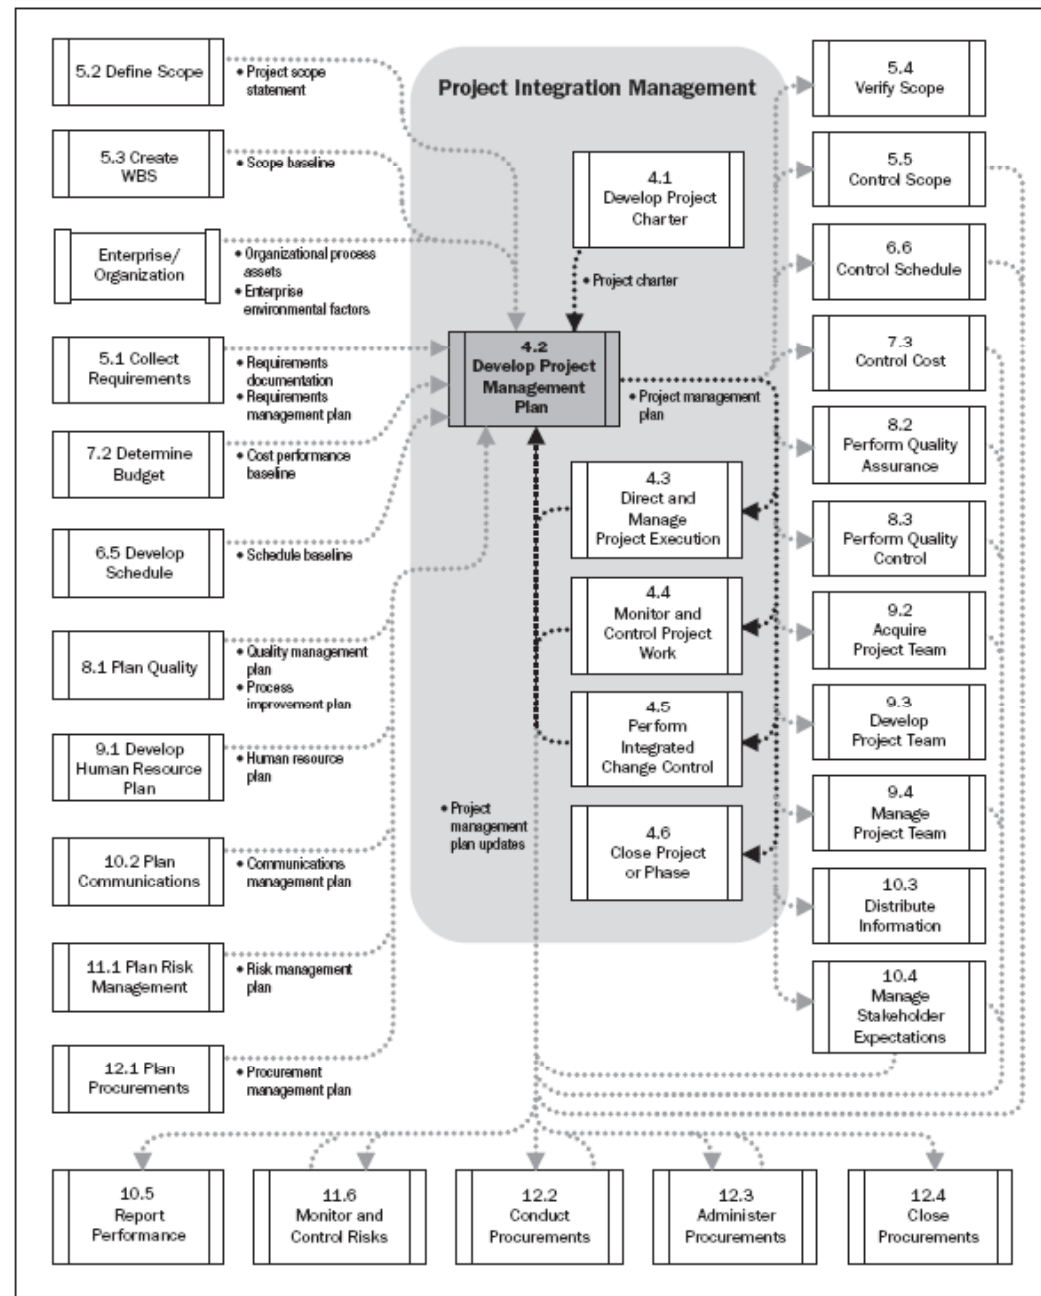 Project Integration Management
5.2 Define Scope
• Project scope
statement
5.3 Create
WBS
• Scope baseline
Enterprise/
Organization
• Organizational process
assets
• Enterprise
environmental factors
5.1 Collect
Requirements
• Requirements
documentation
• Requirements
management plan
7.2 Determine
Budget
• Cost performance
baseline
6.5 Develop
Schedule
• Schedule baseline
8.1 Plan Quality
• Quality management
plan
• Process
improvement plan
9.1 Develop
Human Resource
Plan
• Human resource
plan
10.2 Plan
Communications
• Communications
management plan
11.1 Plan Risk
Management
• Risk management
plan
12.1 Plan
Procurements
• Procurement
management plan
4.1
Develop Project
Charter
• Project charter
4.2
Develop Project
Management
Plan
• Project management
plan
4.3
Direct and
Manage
Project Execution
4.4
Monitor and
Control Project
Work
4.5
Perform
Integrated
Change Control
• Project
management
plan updates
4.6
Close Project
or Phase
5.4
Verify Scope
5.5
Control Scope
6.6
Control Schedule
7.3
Control Cost
8.2
Perform Quality
Assurance
8.3
Perform Quality
Control
9.2
Acquire
Project Team
9.3
Develop
Project Team
9.4
Manage
Project Team
10.3
Distribute
Information
10.4
Manage
Stakeholder
Expectations
10.5
Report
Performance
11.6
Monitor and
Control Risks
12.2
Conduct
Procurements
12.3
Administer
Procurements
12.4
Close
Procurements